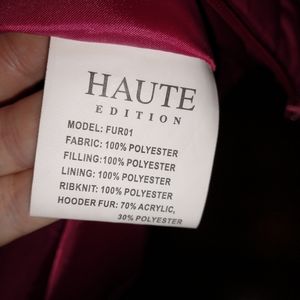 HAUTE
EDITION
MODEL: FUR01
FABRIC: 100% POLYESTER
FILLING:100% POLYESTER
LINING: 100% POLYESTER
RIBKNIT: 100% POLYESTER
HOODER FUR: 70% ACRYLIC,
30% POLYESTER